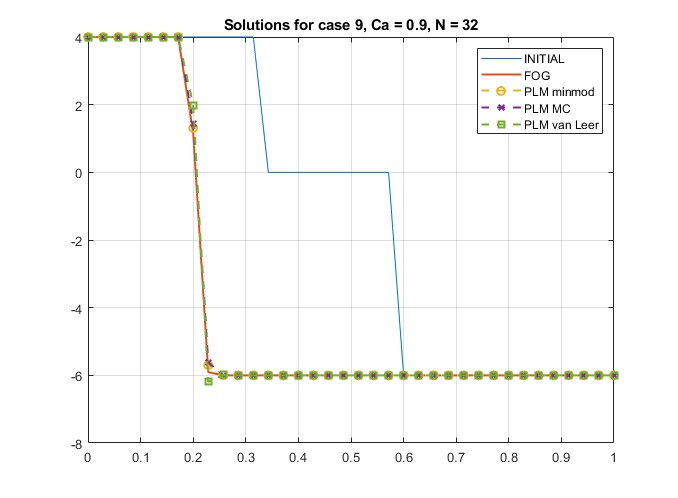 Solutions for case 9, Ca = 0.9, N = 32
4
2
0
-2
-4
-6
-8
INITIAL
FOG
PLM minmod
PLM MC
PLM van Leer
0 0.1 0.2 0.3 0.4 0.5 0.6 0.7 0.8 0.9 1